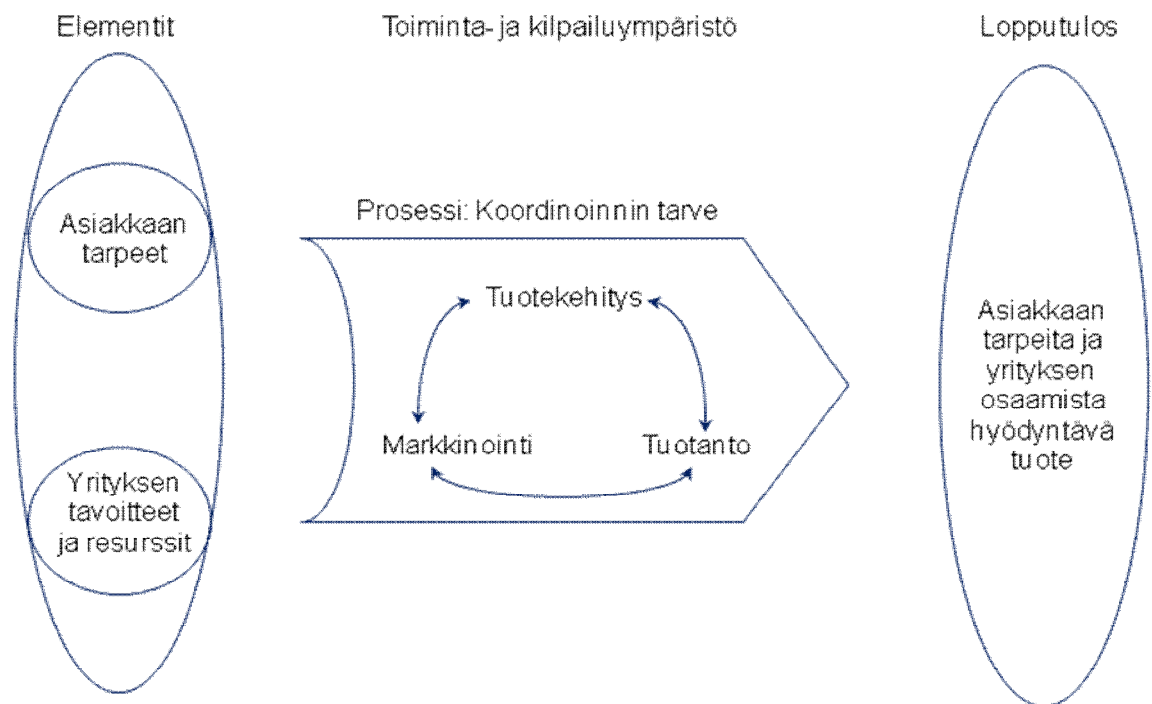 Elementit
Toiminta- ja kilpailuympäristö
Lopputulos
Asiakkaan
tarpeet
Yrityksen
tavoitteet
ja resurssit
Prosessi: Koordinoinnin tarve
Tuotekehitys
Markkinointi
Tuotanto
Asiakkaan
tarpeita ja
yrityksen
osaamista
hyödyntävä
tuote